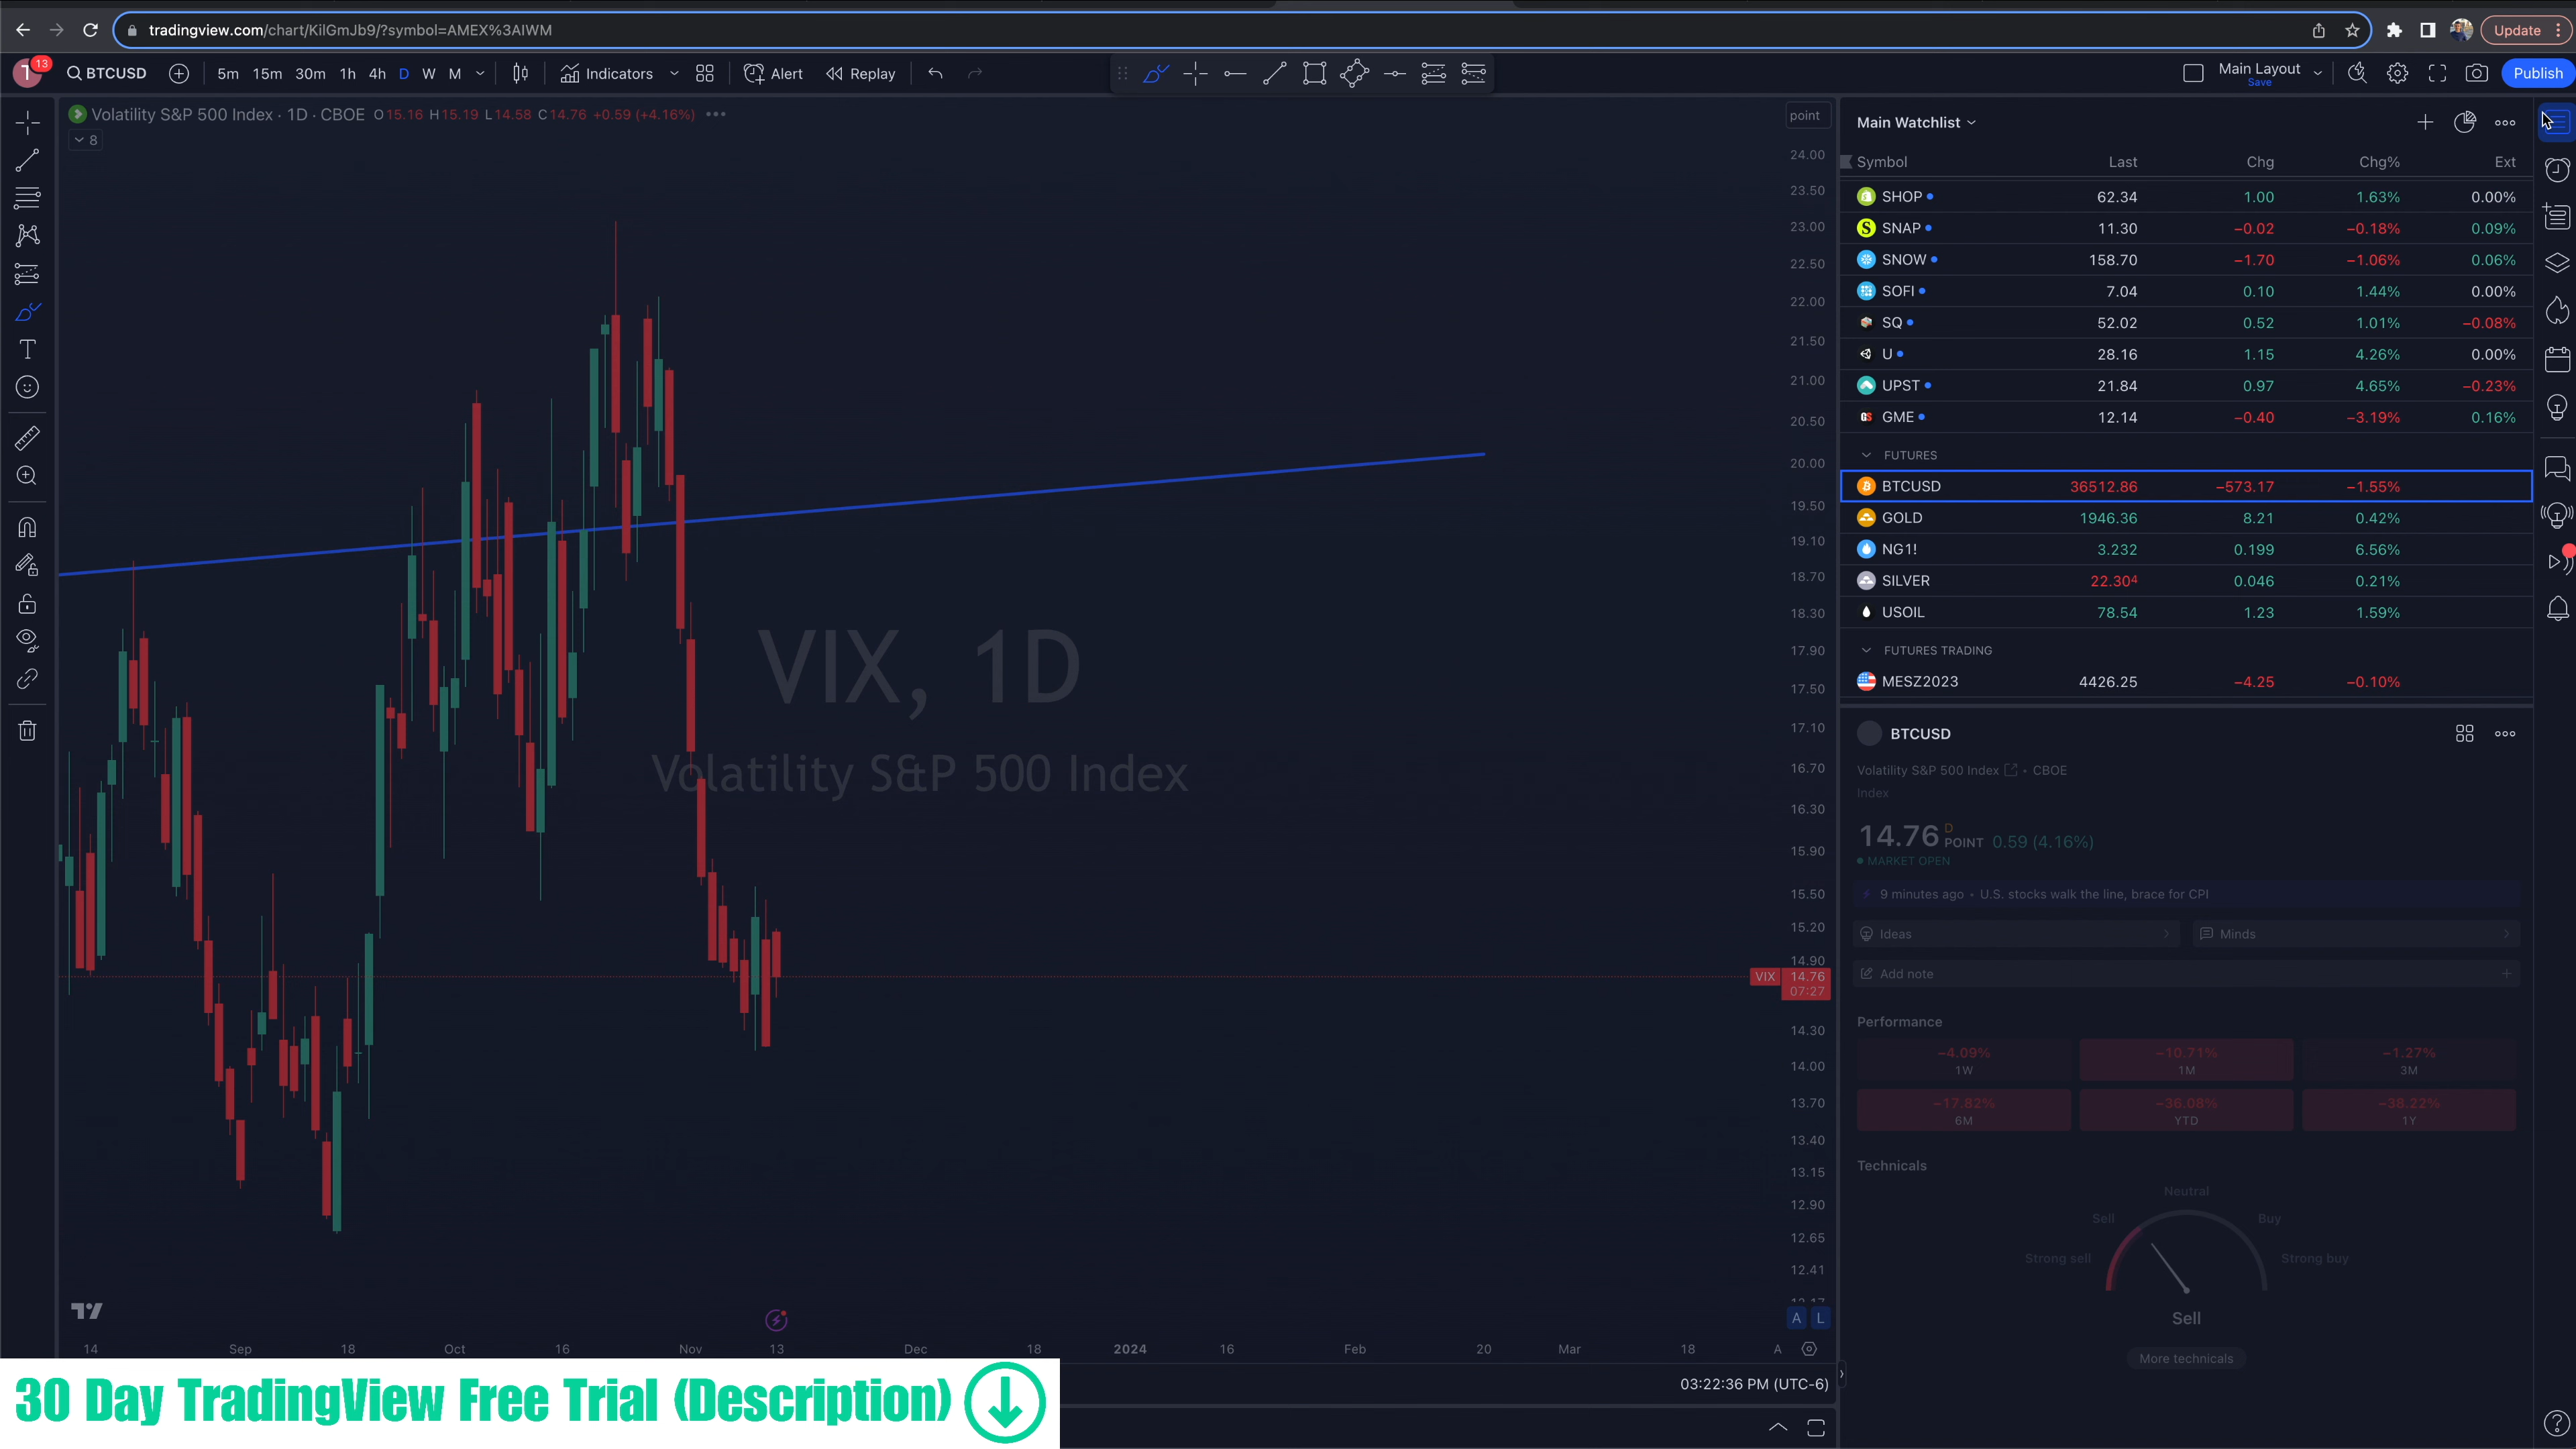 tradingview.com/chart/KilGmJb9/?symbol=AMEX%3AIWM
Update
13
BTCUSD 5m 15m 30m 1h 4h D W M Indicators Alert Replay Main Layout Save Publish
Volatility S&P 500 Index · 1D · CBOE O15.16 H15.19 L14.58 C14.76 +0.59 (+4.16%)
8
point
24.00
23.50
23.00
22.50
22.00
21.50
21.00
20.50
20.00
19.50
19.10
18.70
18.30
17.90
17.50
17.10
16.70
16.30
15.90
15.50
15.20
14.90
VIX 14.76
07:27
14.30
14.00
13.70
13.40
13.15
12.90
12.65
12.41
A L
VIX, 1D
Volatility S&P 500 Index
14 Sep 18 Oct 16 Nov 13 Dec 18 2024 16 Feb 20 Mar 18 A
03:22:36 PM (UTC-6)
30 Day TradingView Free Trial (Description)
Main Watchlist
Symbol Last Chg Chg% Ext
SHOP 62.34 1.00 1.63% 0.00%
SNAP 11.30 −0.02 −0.18% 0.09%
SNOW 158.70 −1.70 −1.06% 0.06%
SOFI 7.04 0.10 1.44% 0.00%
SQ 52.02 0.52 1.01% −0.08%
U 28.16 1.15 4.26% 0.00%
UPST 21.84 0.97 4.65% −0.23%
GME 12.14 −0.40 −3.19% 0.16%
FUTURES
BTCUSD 36512.86 −573.17 −1.55%
GOLD 1946.36 8.21 0.42%
NG1! 3.232 0.199 6.56%
SILVER 22.304 0.046 0.21%
USOIL 78.54 1.23 1.59%
FUTURES TRADING
MESZ2023 4426.25 −4.25 −0.10%
BTCUSD
Volatility S&P 500 Index • CBOE
Index
14.76 D POINT 0.59 (4.16%)
MARKET OPEN
9 minutes ago • U.S. stocks walk the line, brace for CPI
Ideas Minds
Add note
Performance
−4.09% −10.71% −1.27%
1W 1M 3M
−17.82% −36.08% −38.22%
6M YTD 1Y
Technicals
Neutral
Sell Buy
Strong sell Strong buy
Sell
More technicals